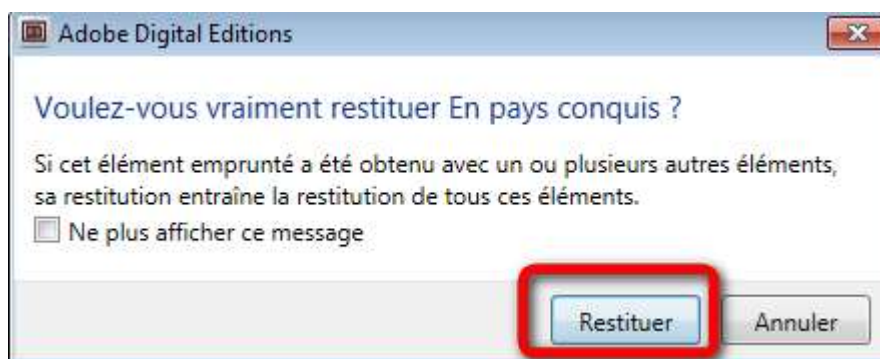 Adobe Digital Editions
Voulez-vous vraiment restituer En pays conquis ?
Si cet élément emprunté a été obtenu avec un ou plusieurs autres éléments,
sa restitution entraîne la restitution de tous ces éléments.
Ne plus afficher ce message
Restituer Annuler